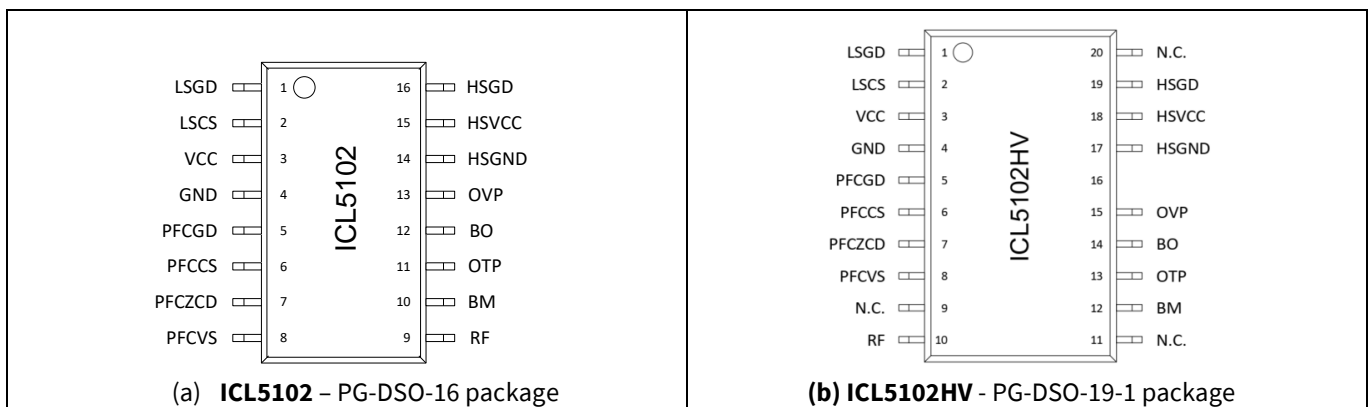 LSGD 1 16 HSGD
LSCS 2 15 HSVCC
VCC 3 14 HSGND
GND 4 13 OVP
PFCGD 5 12 BO
PFCCS 6 11 OTP
PFCZCD 7 10 BM
PFCVS 8 9 RF
ICL5102
(a) ICL5102 – PG-DSO-16 package
LSGD 1 20 N.C.
LSCS 2 19 HSGD
VCC 3 18 HSVCC
GND 4 17 HSGND
PFCGD 5 16
PFCCS 6 15 OVP
PFCZCD 7 14 BO
PFCVS 8 13 OTP
N.C. 9 12 BM
RF 10 11 N.C.
ICL5102HV
(b) ICL5102HV - PG-DSO-19-1 package